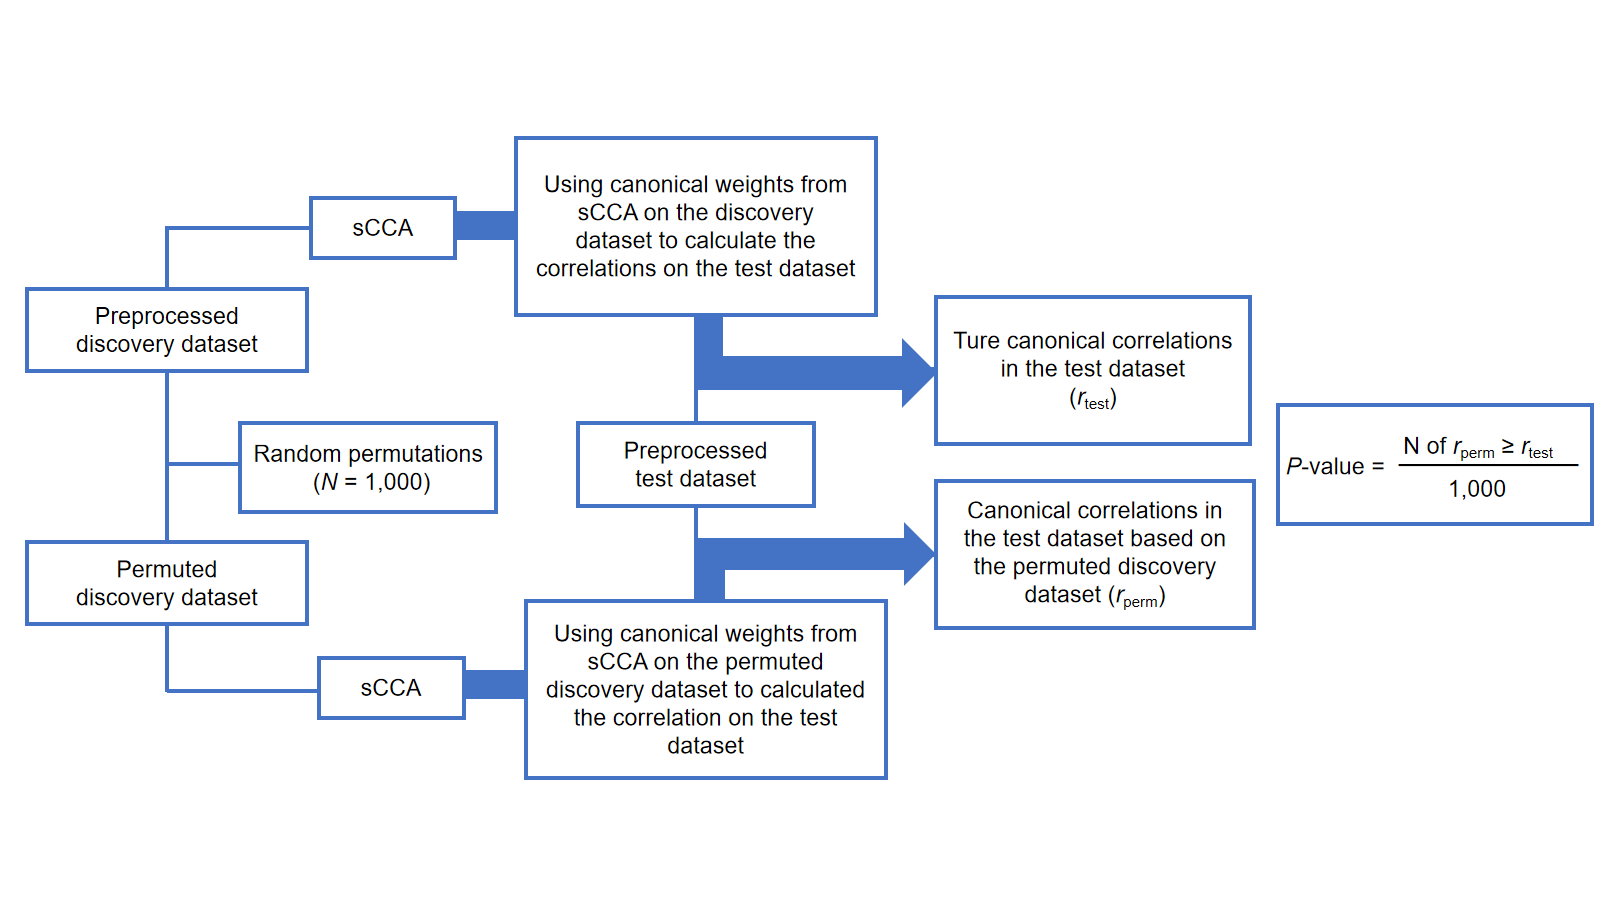 sCCA
Using canonical weights from
sCCA on the discovery
dataset to calculate the
correlations on the test dataset
Preprocessed
discovery dataset
Ture canonical correlations
in the test dataset
(rtest)
Random permutations
(N = 1,000)
Preprocessed
test dataset
P-value =
N of rperm ≥ rtest
1,000
Canonical correlations in
the test dataset based on
the permuted discovery
dataset (rperm)
Permuted
discovery dataset
sCCA
Using canonical weights from
sCCA on the permuted
discovery dataset to calculated
the correlation on the test
dataset